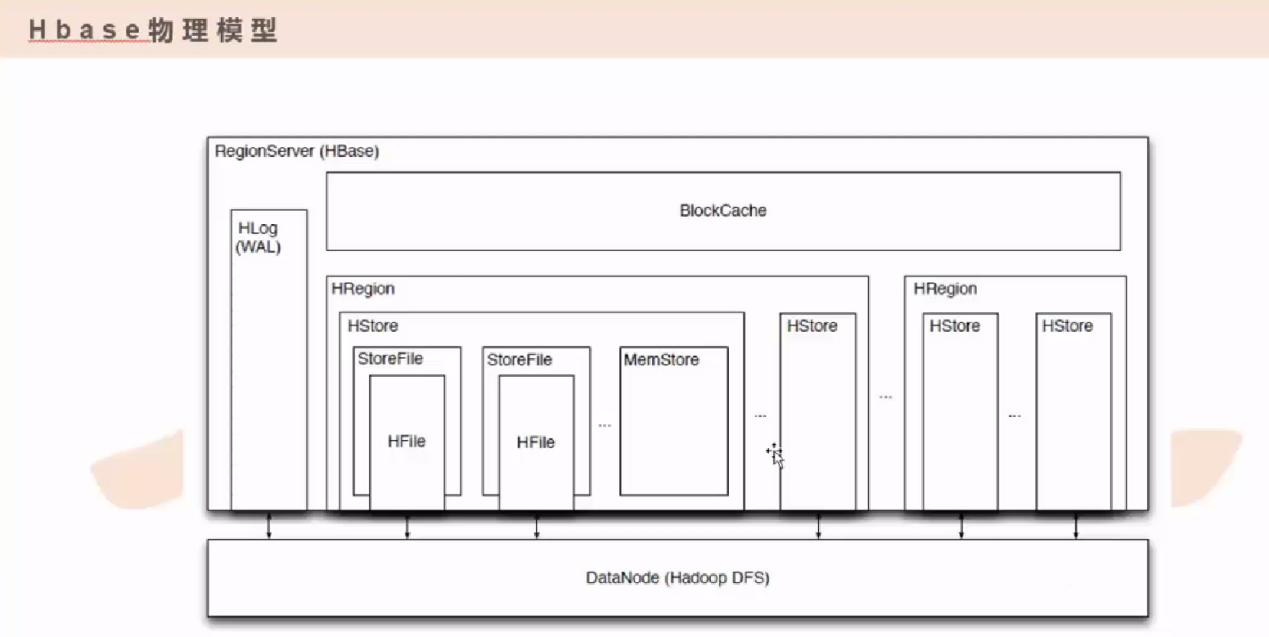 Hbase物理模型
RegionServer (HBase)
BlockCache
HLog
(WAL)
HRegion
HRegion
HStore
HStore
HStore
HStore
StoreFile
StoreFile
MemStore
...
...
...
...
HFile
HFile
DataNode (Hadoop DFS)